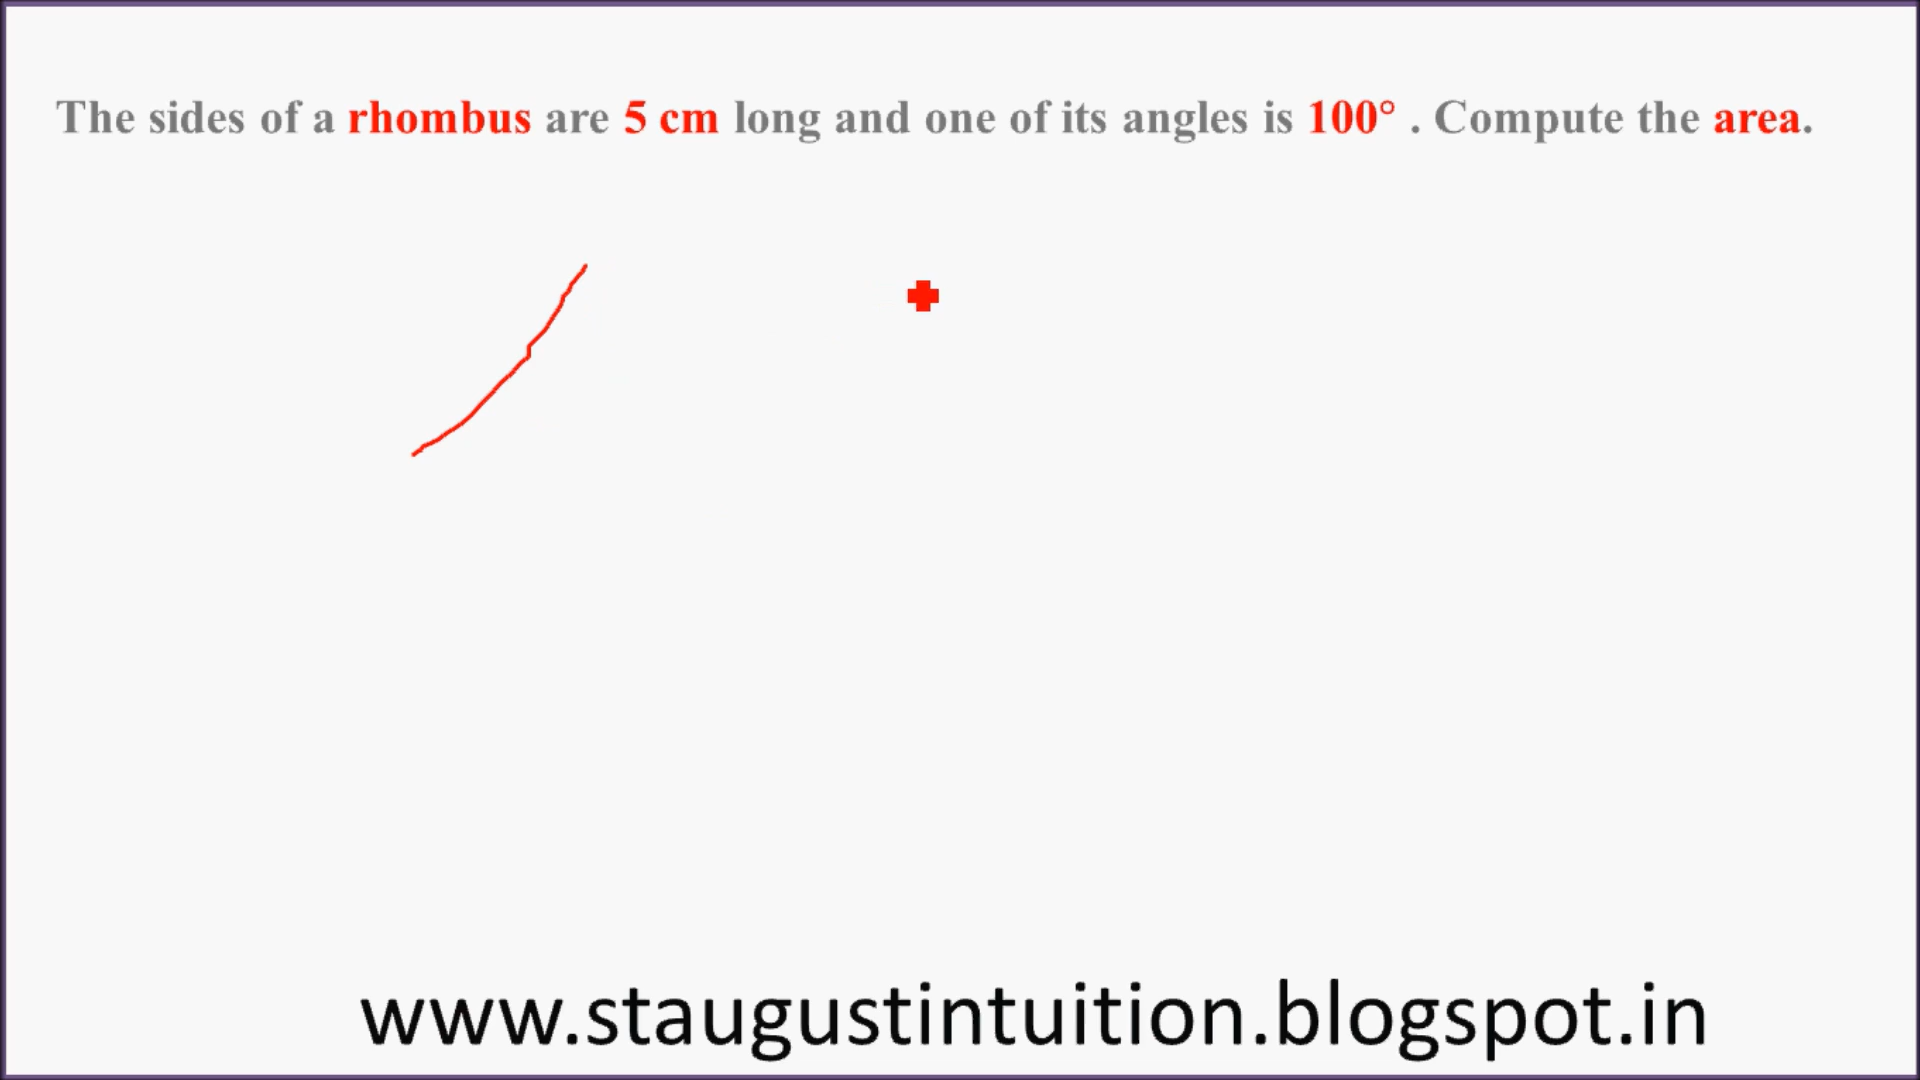 The sides of a rhombus are 5 cm long and one of its angles is 100° . Compute the area.
www.staugustintuition.blogspot.in